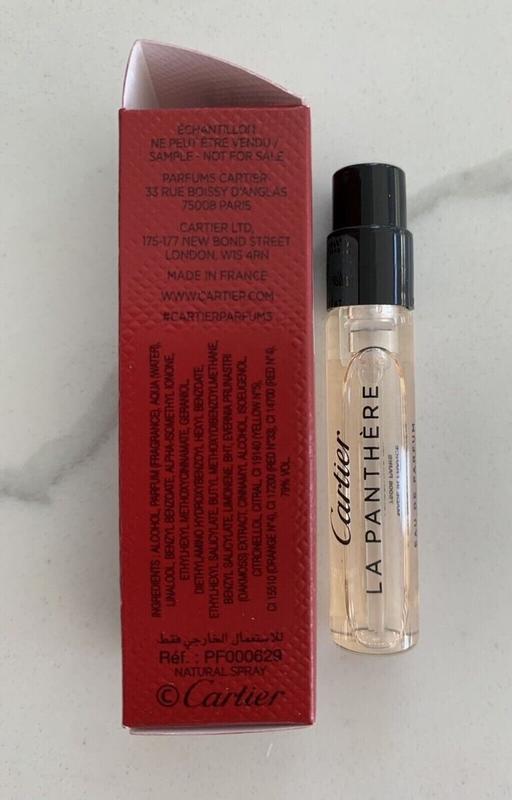 ÉCHANTILLON
NE PEUT ÊTRE VENDU /
SAMPLE - NOT FOR SALE
PARFUMS CARTIER
33 RUE BOISSY D'ANGLAS
75008 PARIS
CARTIER LTD,
175-177 NEW BOND STREET
LONDON, W1S 4RN
MADE IN FRANCE
WWW.CARTIER.COM
#CARTIERPARFUMS
INGREDIENTS : ALCOHOL, PARFUM (FRAGRANCE), AQUA (WATER),
LINALOOL, BENZYL BENZOATE, ALPHA-ISOMETHYL IONONE,
ETHYLHEXYL METHOXYCINNAMATE, GERANIOL,
DIETHYLAMINO HYDROXYBENZOYL HEXYL BENZOATE,
ETHYLHEXYL SALICYLATE, BUTYL METHOXYDIBENZOYLMETHANE,
BENZYL SALICYLATE, LIMONENE, BHT, EVERNIA PRUNASTRI
(OAKMOSS) EXTRACT, CINNAMYL ALCOHOL, ISOEUGENOL,
CITRONELLOL, CITRAL, CI 19140 (YELLOW N°5),
CI 15510 (ORANGE N°4), CI 17200 (RED N°33), CI 14700 (RED N°4).
79% VOL.
للاستعمال الخارجي فقط
Réf. : PF000629
NATURAL SPRAY
©Cartier
Cartier
LA PANTHÈRE
EAU DE PARFUM